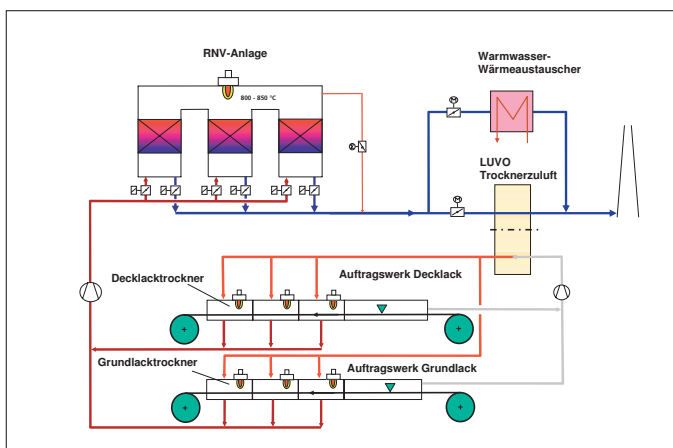 RNV-Anlage
800 - 850 °C
Warmwasser-
Wärmeaustauscher
M
LUVO
Trocknerzuluft
M
Decklacktrockner
Auftragswerk Decklack
Grundlacktrockner
Auftragswerk Grundlack